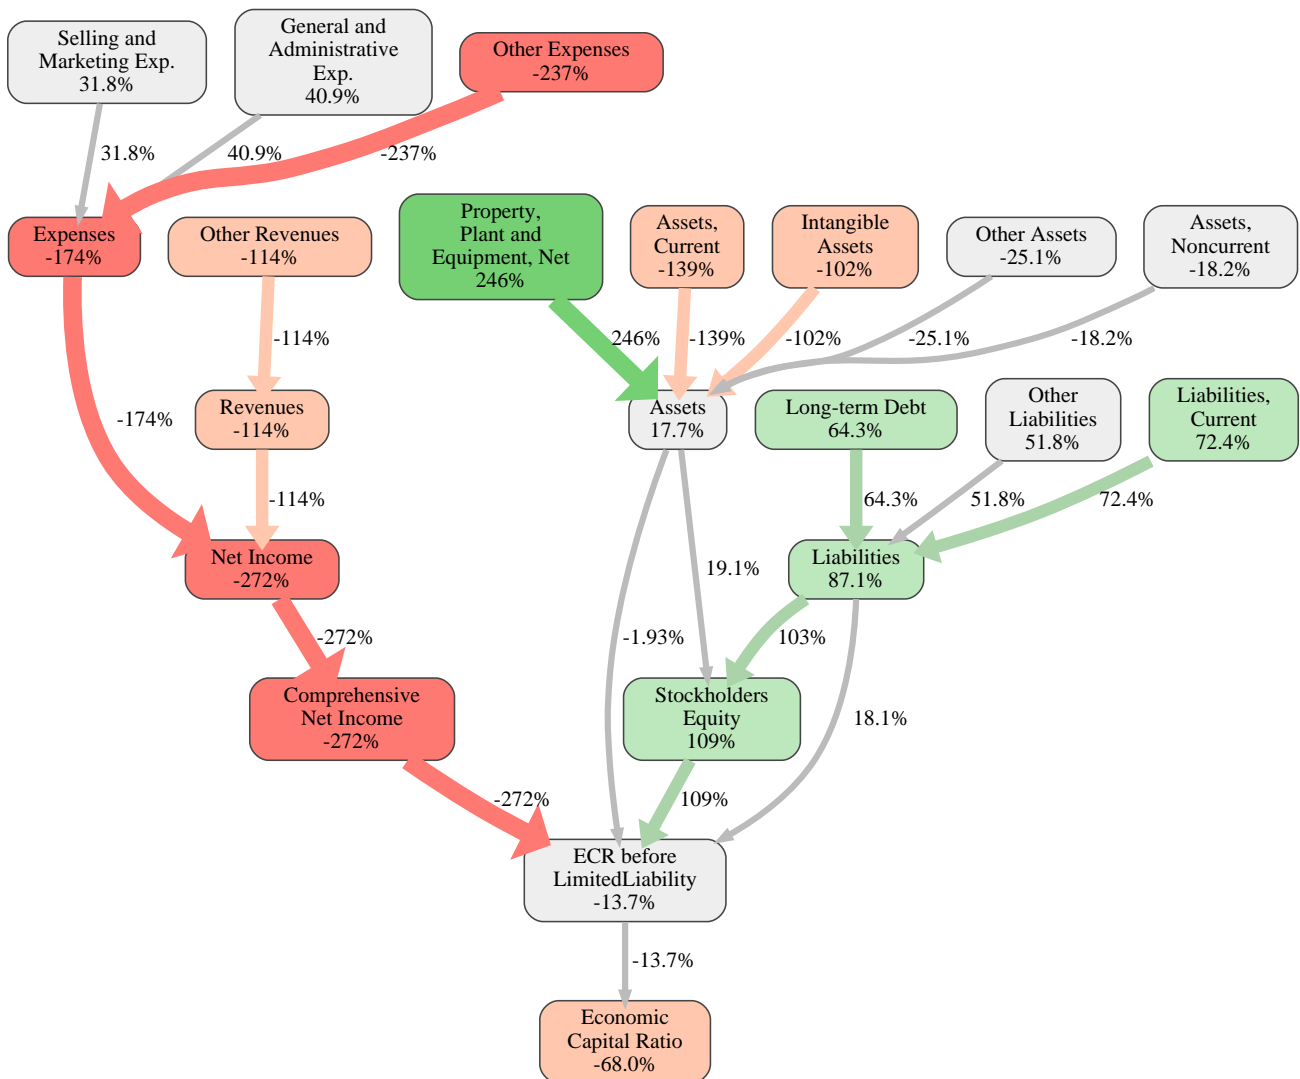 Selling and
Marketing Exp.
31.8%
General and
Administrative
Exp.
40.9%
Other Expenses
-237%
31.8%
40.9%
-237%
Expenses
-174%
Other Revenues
-114%
Property,
Plant and
Equipment, Net
246%
Assets,
Current
-139%
Intangible
Assets
-102%
Other Assets
-25.1%
Assets,
Noncurrent
-18.2%
-114%
246%
-139%
-102%
-25.1%
-18.2%
-174%
Revenues
-114%
Assets
17.7%
Long-term Debt
64.3%
Other
Liabilities
51.8%
Liabilities,
Current
72.4%
-114%
64.3%
51.8%
72.4%
Net Income
-272%
19.1%
Liabilities
87.1%
-272%
-1.93%
103%
Comprehensive
Net Income
-272%
Stockholders
Equity
109%
18.1%
-272%
109%
ECR before
LimitedLiability
-13.7%
-13.7%
Economic
Capital Ratio
-68.0%